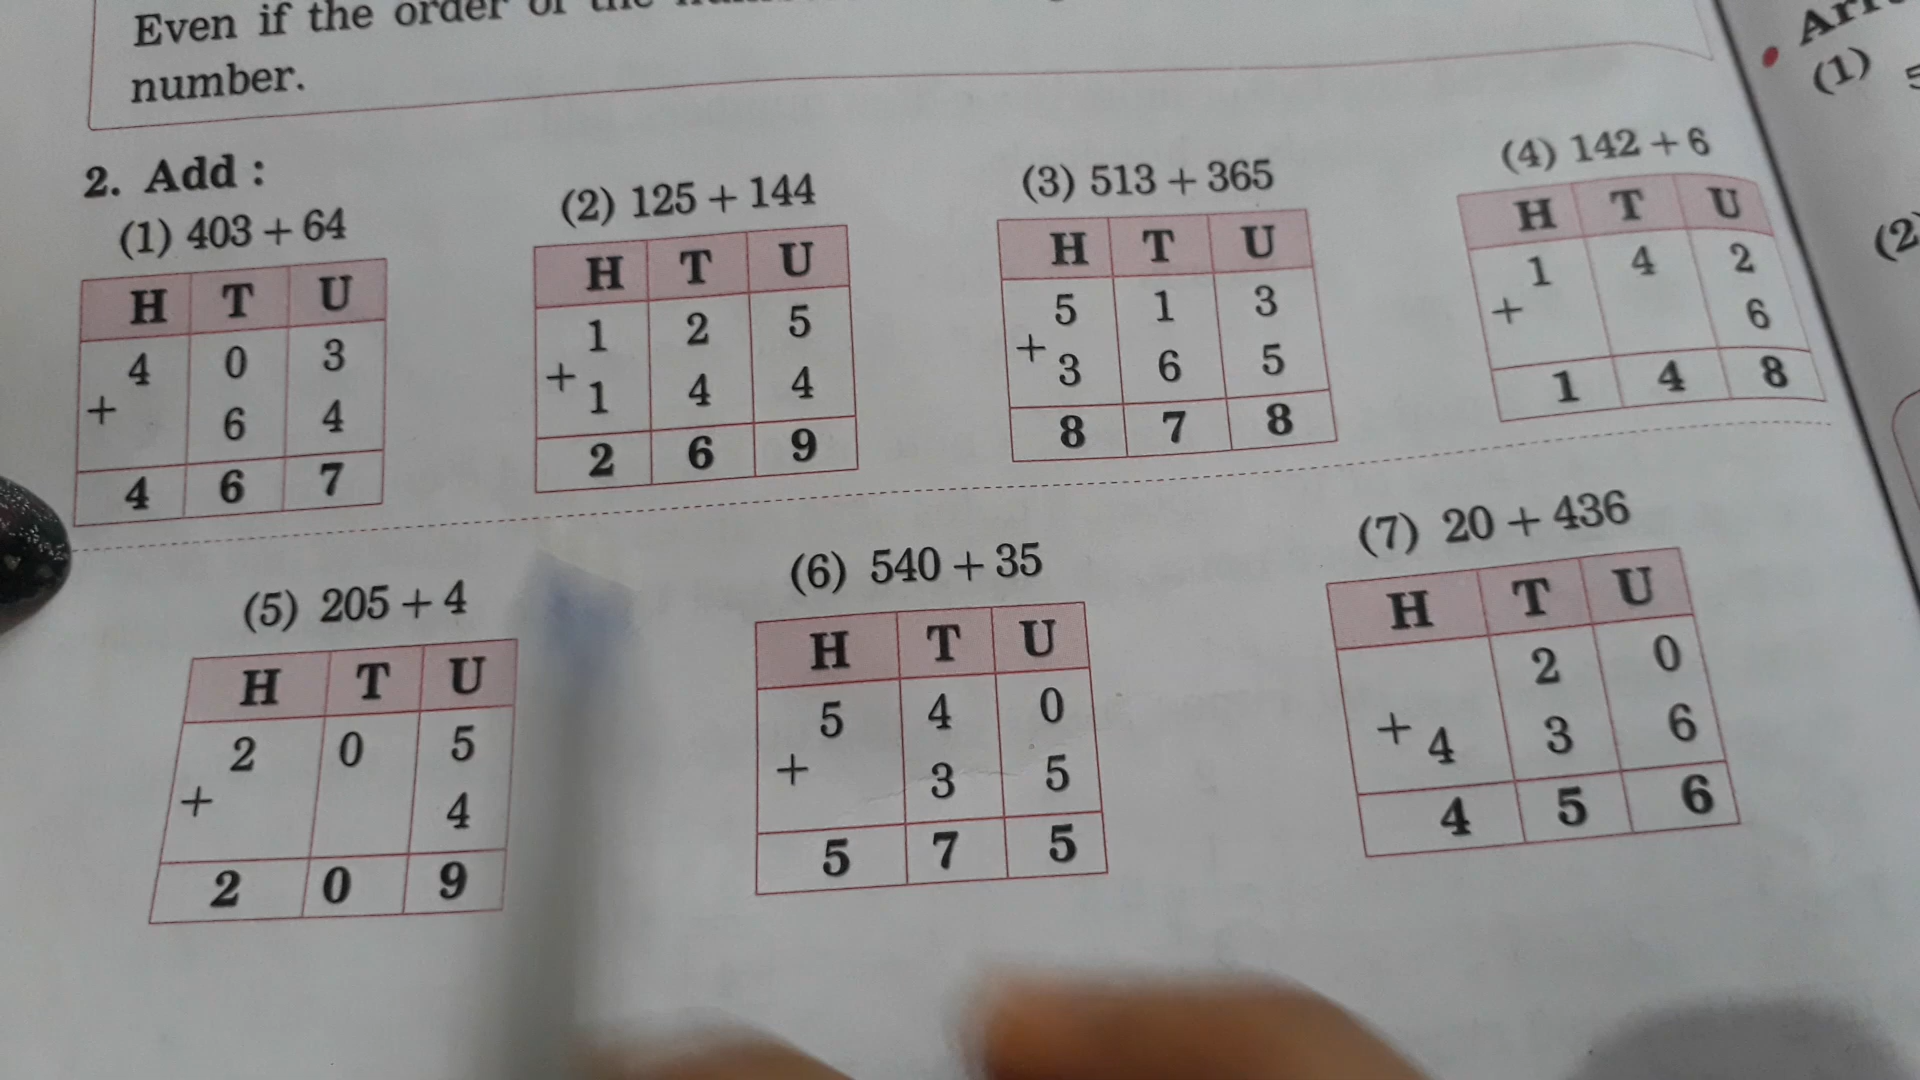 Even if the order of the
number.
2. Add :
(1) 403 + 64
H T U
4 0 3
+ 6 4
4 6 7
(2) 125 + 144
H T U
1 2 5
+ 1 4 4
2 6 9
(3) 513 + 365
H T U
5 1 3
+ 3 6 5
8 7 8
(4) 142 + 6
H T U
1 4 2
+ 6
1 4 8
(5) 205 + 4
H T U
2 0 5
+ 4
2 0 9
(6) 540 + 35
H T U
5 4 0
+ 3 5
5 7 5
(7) 20 + 436
H T U
2 0
+ 4 3 6
4 5 6
(1)
(2